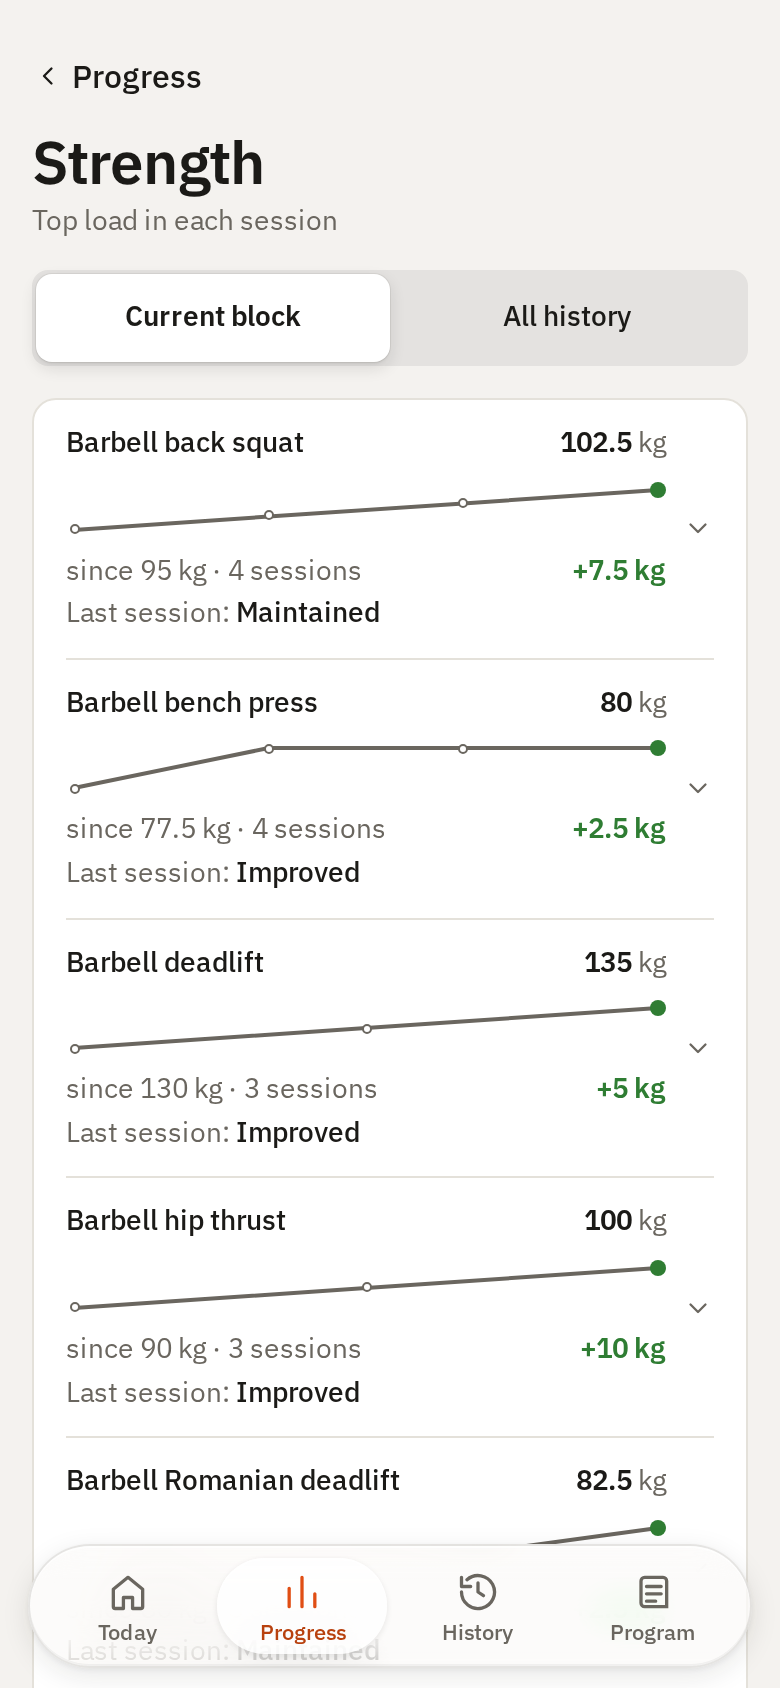 Progress
Strength
Top load in each session
Current block
All history
Barbell back squat
102.5 kg
since 95 kg · 4 sessions
+7.5 kg
Last session: Maintained
Barbell bench press
80 kg
since 77.5 kg · 4 sessions
+2.5 kg
Last session: Improved
Barbell deadlift
135 kg
since 130 kg · 3 sessions
+5 kg
Last session: Improved
Barbell hip thrust
100 kg
since 90 kg · 3 sessions
+10 kg
Last session: Improved
Barbell Romanian deadlift
82.5 kg
Last session: Maintained
Today
Progress
History
Program